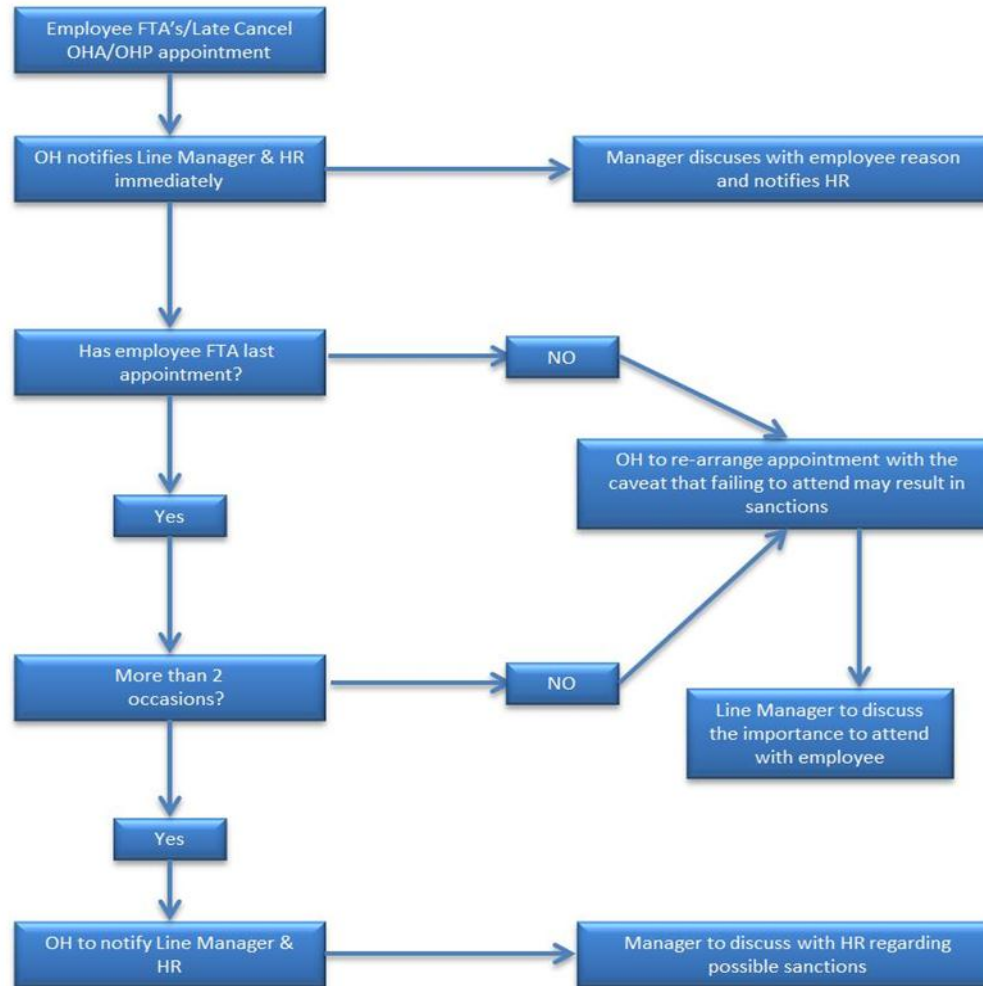 Employee FTA's/Late Cancel
OHA/OHP appointment
OH notifies Line Manager & HR
immediately
Manager discuses with employee reason
and notifies HR
Has employee FTA last
appointment?
NO
OH to re-arrange appointment with the
caveat that failing to attend may result in
sanctions
Yes
More than 2
occasions?
NO
Line Manager to discuss
the importance to attend
with employee
Yes
OH to notify Line Manager &
HR
Manager to discuss with HR regarding
possible sanctions